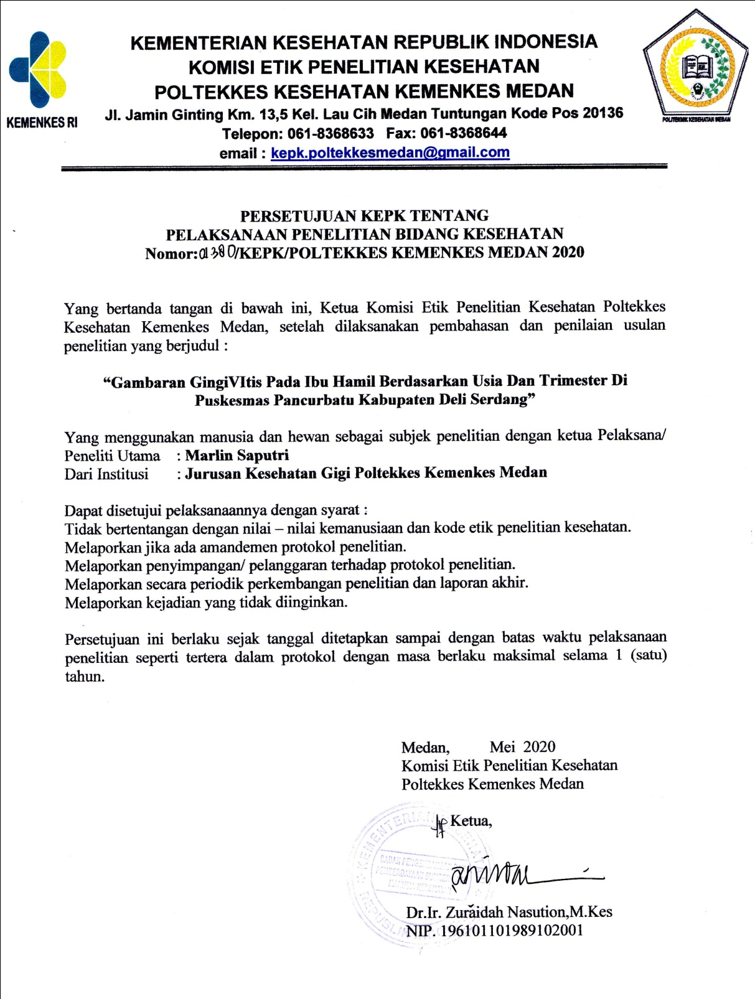 KEMENTERIAN KESEHATAN REPUBLIK INDONESIA
KOMISI ETIK PENELITIAN KESEHATAN
POLTEKKES KESEHATAN KEMENKES MEDAN
Jl. Jamin Ginting Km. 13,5 Kel. Lau Cih Medan Tuntungan Kode Pos 20136
Telepon: 061-8368633 Fax: 061-8368644
email : kepk.poltekkesmedan@gmail.com
KEMENKES RI
POLITEKNIK KESEHATAN MEDAN
PERSETUJUAN KEPK TENTANG
PELAKSANAAN PENELITIAN BIDANG KESEHATAN
Nomor:01.380/KEPK/POLTEKKES KEMENKES MEDAN 2020
Yang bertanda tangan di bawah ini, Ketua Komisi Etik Penelitian Kesehatan Poltekkes
Kesehatan Kemenkes Medan, setelah dilaksanakan pembahasan dan penilaian usulan
penelitian yang berjudul :
“Gambaran GingiVItis Pada Ibu Hamil Berdasarkan Usia Dan Trimester Di
Puskesmas Pancurbatu Kabupaten Deli Serdang”
Yang menggunakan manusia dan hewan sebagai subjek penelitian dengan ketua Pelaksana/
Peneliti Utama : Marlin Saputri
Dari Institusi : Jurusan Kesehatan Gigi Poltekkes Kemenkes Medan
Dapat disetujui pelaksanaannya dengan syarat :
Tidak bertentangan dengan nilai – nilai kemanusiaan dan kode etik penelitian kesehatan.
Melaporkan jika ada amandemen protokol penelitian.
Melaporkan penyimpangan/ pelanggaran terhadap protokol penelitian.
Melaporkan secara periodik perkembangan penelitian dan laporan akhir.
Melaporkan kejadian yang tidak diinginkan.
Persetujuan ini berlaku sejak tanggal ditetapkan sampai dengan batas waktu pelaksanaan
penelitian seperti tertera dalam protokol dengan masa berlaku maksimal selama 1 (satu)
tahun.
Medan, Mei 2020
Komisi Etik Penelitian Kesehatan
Poltekkes Kemenkes Medan
Ketua,
KEMENTERIAN
REPUBLIK
Dr.Ir. Zuraidah Nasution,M.Kes
NIP. 196101101989102001